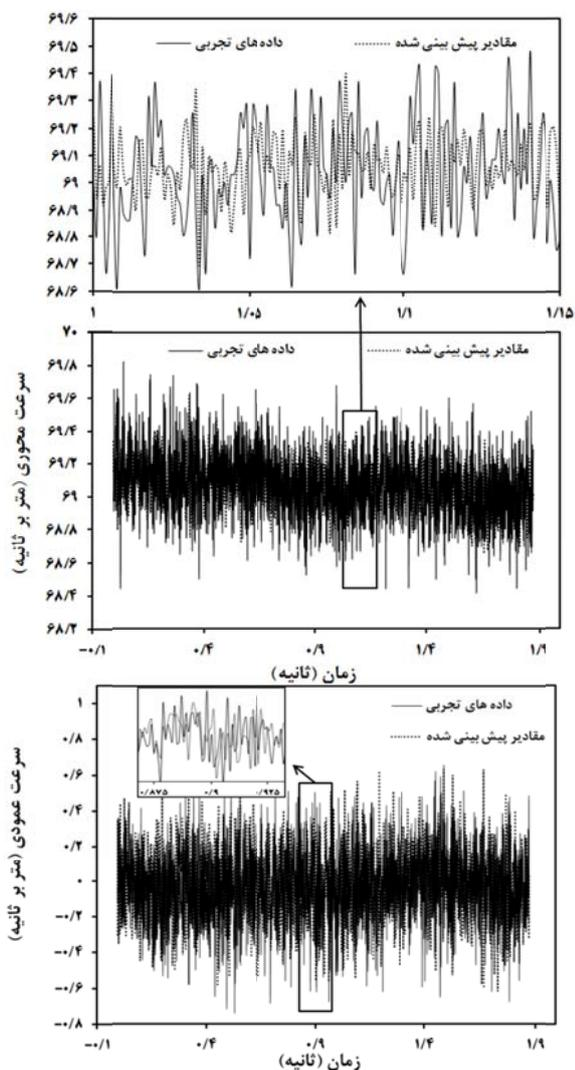 ۶۹/۶
۶۹/۵
۶۹/۴
۶۹/۳
۶۹/۲
۶۹/۱
۶۹
۶۸/۹
۶۸/۸
۶۸/۷
۶۸/۶
داده های تجربی
مقادیر پیش بینی شده
۱ ۱/۰۵ ۱/۱ ۱/۱۵
۷۰
۶۹/۸
۶۹/۶
۶۹/۴
۶۹/۲
۶۹
۶۸/۸
۶۸/۶
۶۸/۴
۶۸/۲
داده های تجربی
مقادیر پیش بینی شده
سرعت محوری (متر بر ثانیه)
-۰/۱ ۰/۴ ۰/۹ ۱/۴ ۱/۹
زمان (ثانیه)
۱
۰/۸
۰/۶
۰/۴
۰/۲
۰
-۰/۲
-۰/۴
-۰/۶
-۰/۸
داده های تجربی
مقادیر پیش بینی شده
۰/۸۷۵ ۰/۹ ۰/۹۲۵
سرعت عمودی (متر بر ثانیه)
-۰/۱ ۰/۴ ۰/۹ ۱/۴ ۱/۹
زمان (ثانیه)